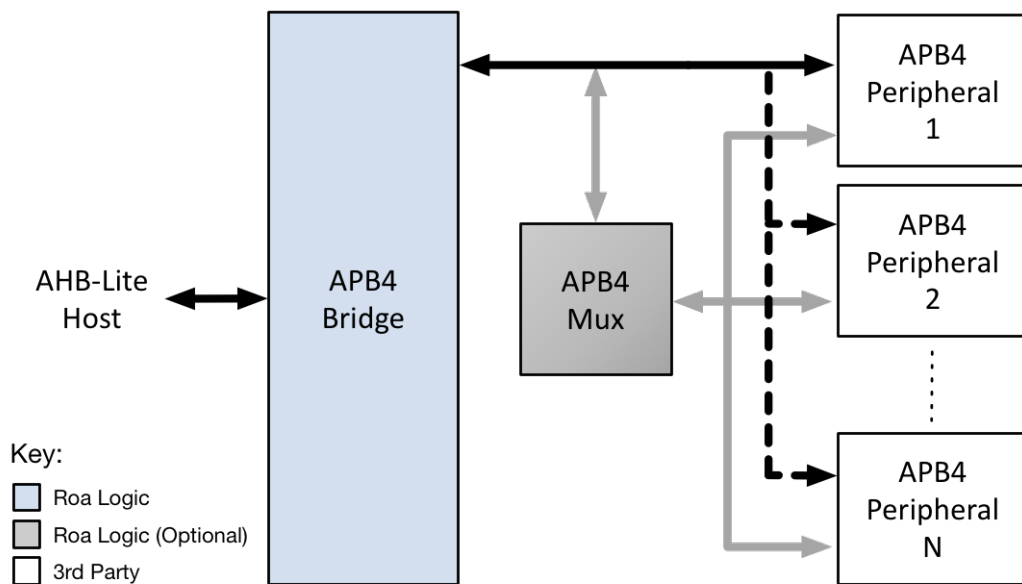 AHB-Lite
Host
APB4
Bridge
APB4
Mux
APB4
Peripheral
1
APB4
Peripheral
2
APB4
Peripheral
N
Key:
Roa Logic
Roa Logic (Optional)
3rd Party